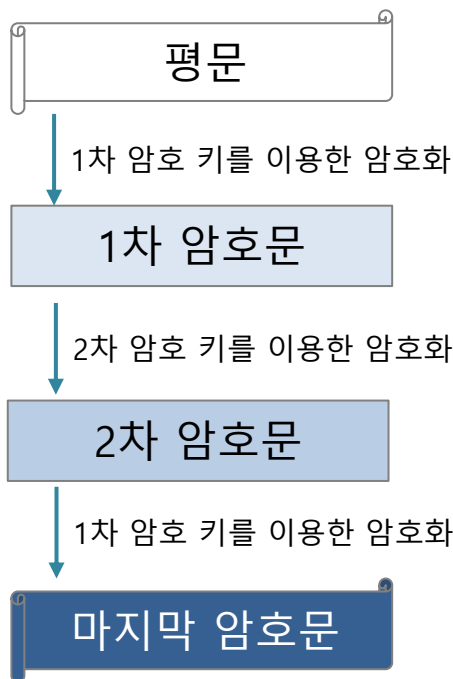 평문
1차 암호 키를 이용한 암호화
1차 암호문
2차 암호 키를 이용한 암호화
2차 암호문
1차 암호 키를 이용한 암호화
마지막 암호문